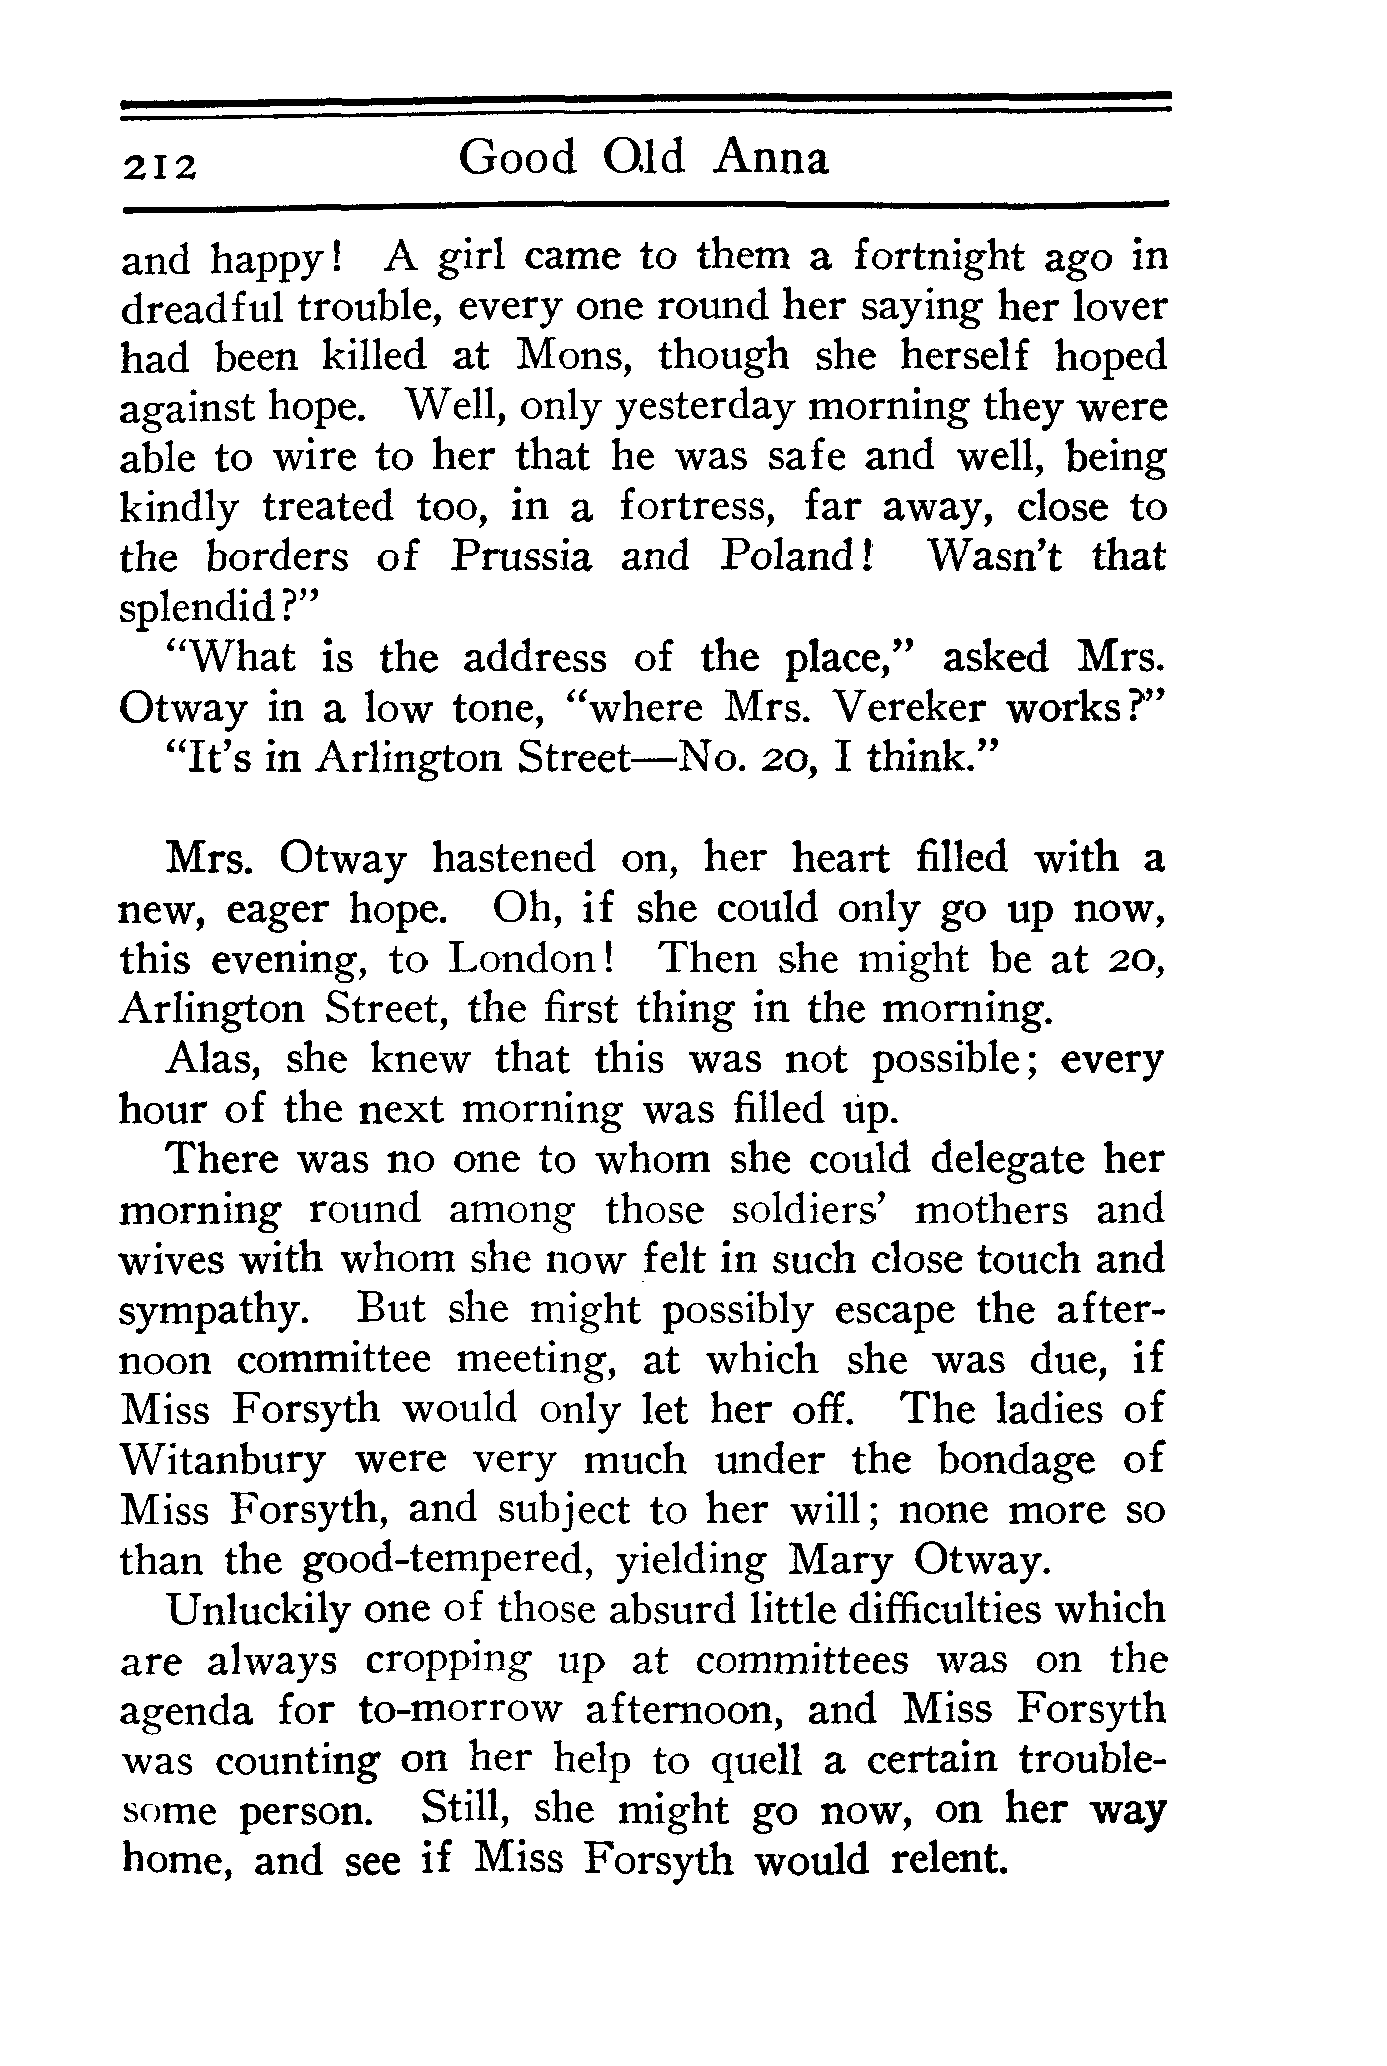 212 Good Old Anna
and happy! A girl came to them a fortnight ago in
dreadful trouble, every one round her saying her lover
had been killed at Mons, though she herself hoped
against hope. Well, only yesterday morning they were
able to wire to her that he was safe and well, being
kindly treated too, in a fortress, far away, close to
the borders of Prussia and Poland! Wasn't that
splendid?”
“What is the address of the place,” asked Mrs.
Otway in a low tone, “where Mrs. Vereker works?”
“It's in Arlington Street—No. 20, I think.”
Mrs. Otway hastened on, her heart filled with a
new, eager hope. Oh, if she could only go up now,
this evening, to London! Then she might be at 20,
Arlington Street, the first thing in the morning.
Alas, she knew that this was not possible; every
hour of the next morning was filled up.
There was no one to whom she could delegate her
morning round among those soldiers' mothers and
wives with whom she now felt in such close touch and
sympathy. But she might possibly escape the after-
noon committee meeting, at which she was due, if
Miss Forsyth would only let her off. The ladies of
Witanbury were very much under the bondage of
Miss Forsyth, and subject to her will; none more so
than the good-tempered, yielding Mary Otway.
Unluckily one of those absurd little difficulties which
are always cropping up at committees was on the
agenda for to-morrow afternoon, and Miss Forsyth
was counting on her help to quell a certain trouble-
some person. Still, she might go now, on her way
home, and see if Miss Forsyth would relent.